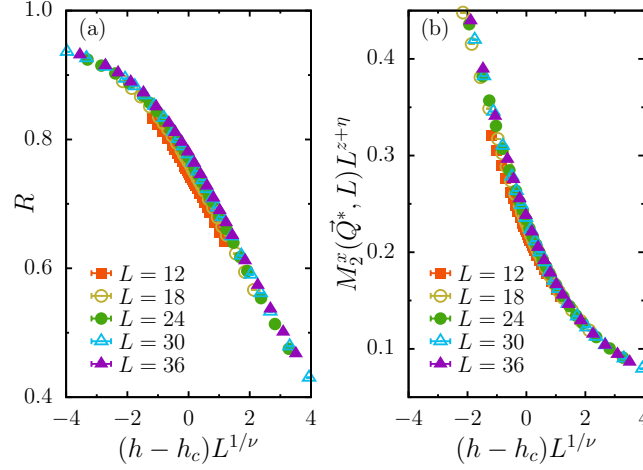 (a)
R
1.0
0.8
0.6
0.4
L = 12
L = 18
L = 24
L = 30
L = 36
−4 −2 0 2 4
(h − h_c)L^{1/ν}
(b)
M_2^x(\vec{Q}^*, L)L^{z+η}
0.4
0.3
0.2
0.1
L = 12
L = 18
L = 24
L = 30
L = 36
−4 −2 0 2 4
(h − h_c)L^{1/ν}